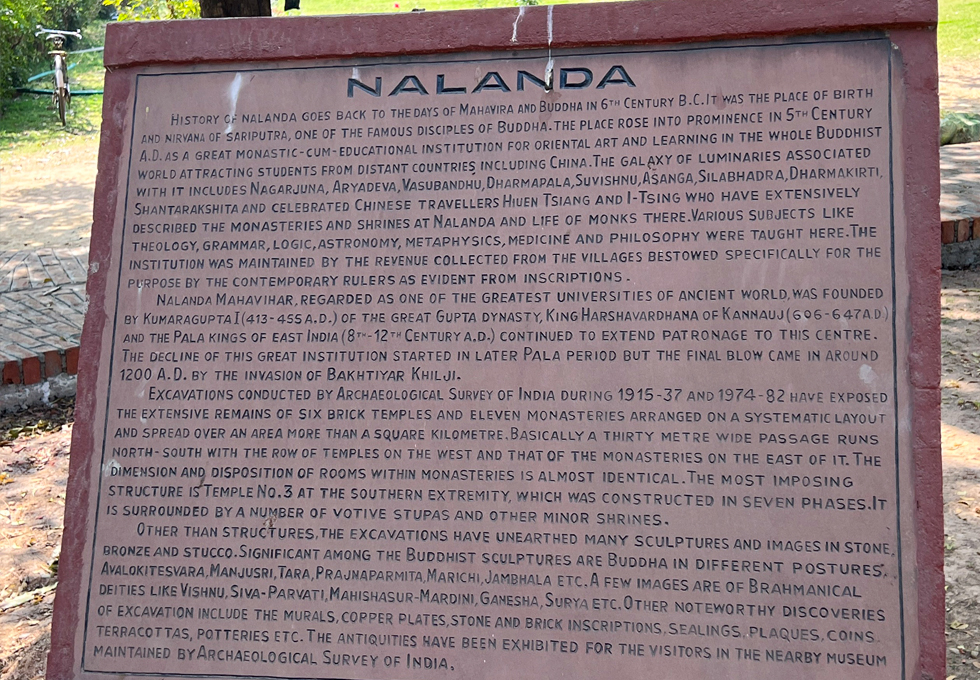 NALANDA
HISTORY OF NALANDA GOES BACK TO THE DAYS OF MAHAVIRA AND BUDDHA IN 6TH CENTURY B.C. IT WAS THE PLACE OF BIRTH
AND NIRVANA OF SARIPUTRA, ONE OF THE FAMOUS DISCIPLES OF BUDDHA. THE PLACE ROSE INTO PROMINENCE IN 5TH CENTURY
A.D. AS A GREAT MONASTIC-CUM-EDUCATIONAL INSTITUTION FOR ORIENTAL ART AND LEARNING IN THE WHOLE BUDDHIST
WORLD ATTRACTING STUDENTS FROM DISTANT COUNTRIES INCLUDING CHINA. THE GALAXY OF LUMINARIES ASSOCIATED
WITH IT INCLUDES NAGARJUNA, ARYADEVA, VASUBANDHU, DHARMAPALA, SUVISHNU, ASANGA, SILABHADRA, DHARMAKIRTI,
SHANTARAKSHITA AND CELEBRATED CHINESE TRAVELLERS HIUEN TSIANG AND I-TSING WHO HAVE EXTENSIVELY
DESCRIBED THE MONASTERIES AND SHRINES AT NALANDA AND LIFE OF MONKS THERE. VARIOUS SUBJECTS LIKE
THEOLOGY, GRAMMAR, LOGIC, ASTRONOMY, METAPHYSICS, MEDICINE AND PHILOSOPHY WERE TAUGHT HERE. THE
INSTITUTION WAS MAINTAINED BY THE REVENUE COLLECTED FROM THE VILLAGES BESTOWED SPECIFICALLY FOR THE
PURPOSE BY THE CONTEMPORARY RULERS AS EVIDENT FROM INSCRIPTIONS.
NALANDA MAHAVIHAR, REGARDED AS ONE OF THE GREATEST UNIVERSITIES OF ANCIENT WORLD, WAS FOUNDED
BY KUMARAGUPTA I (413-455 A.D.) OF THE GREAT GUPTA DYNASTY, KING HARSHAVARDHANA OF KANNAUJ (606-647 A D)
AND THE PALA KINGS OF EAST INDIA (8TH-12TH CENTURY A.D.) CONTINUED TO EXTEND PATRONAGE TO THIS CENTRE.
THE DECLINE OF THIS GREAT INSTITUTION STARTED IN LATER PALA PERIOD BUT THE FINAL BLOW CAME IN AROUND
1200 A.D. BY THE INVASION OF BAKHTIYAR KHILJI.
EXCAVATIONS CONDUCTED BY ARCHAEOLOGICAL SURVEY OF INDIA DURING 1915-37 AND 1974-82 HAVE EXPOSED
THE EXTENSIVE REMAINS OF SIX BRICK TEMPLES AND ELEVEN MONASTERIES ARRANGED ON A SYSTEMATIC LAYOUT
AND SPREAD OVER AN AREA MORE THAN A SQUARE KILOMETRE. BASICALLY A THIRTY METRE WIDE PASSAGE RUNS
NORTH-SOUTH WITH THE ROW OF TEMPLES ON THE WEST AND THAT OF THE MONASTERIES ON THE EAST OF IT. THE
DIMENSION AND DISPOSITION OF ROOMS WITHIN MONASTERIES IS ALMOST IDENTICAL. THE MOST IMPOSING
STRUCTURE IS TEMPLE NO.3 AT THE SOUTHERN EXTREMITY, WHICH WAS CONSTRUCTED IN SEVEN PHASES. IT
IS SURROUNDED BY A NUMBER OF VOTIVE STUPAS AND OTHER MINOR SHRINES.
OTHER THAN STRUCTURES, THE EXCAVATIONS HAVE UNEARTHED MANY SCULPTURES AND IMAGES IN STONE,
BRONZE AND STUCCO. SIGNIFICANT AMONG THE BUDDHIST SCULPTURES ARE BUDDHA IN DIFFERENT POSTURES,
AVALOKITESVARA, MANJUSRI, TARA, PRAJNAPARMITA, MARICHI, JAMBHALA ETC. A FEW IMAGES ARE OF BRAHMANICAL
DEITIES LIKE VISHNU, SIVA-PARVATI, MAHISHASUR-MARDINI, GANESHA, SURYA ETC. OTHER NOTEWORTHY DISCOVERIES
OF EXCAVATION INCLUDE THE MURALS, COPPER PLATES, STONE AND BRICK INSCRIPTIONS, SEALINGS, PLAQUES, COINS,
TERRACOTTAS, POTTERIES ETC. THE ANTIQUITIES HAVE BEEN EXHIBITED FOR THE VISITORS IN THE NEARBY MUSEUM
MAINTAINED BY ARCHAEOLOGICAL SURVEY OF INDIA.